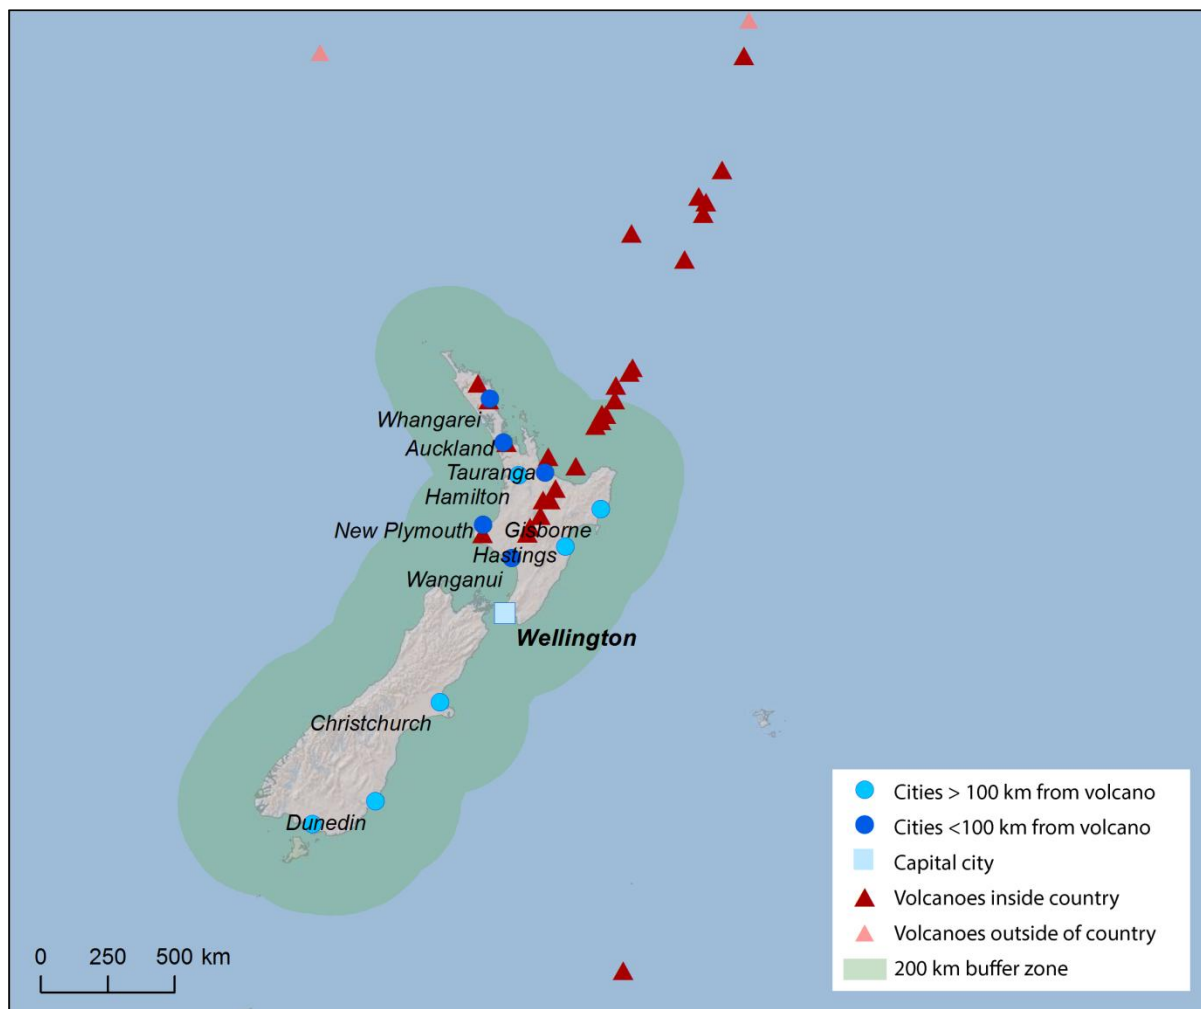 Whangarei
Auckland
Tauranga
Hamilton
New Plymouth
Gisborne
Hastings
Wanganui
Wellington
Christchurch
Dunedin
Cities > 100 km from volcano
Cities <100 km from volcano
Capital city
Volcanoes inside country
Volcanoes outside of country
200 km buffer zone
0 250 500 km